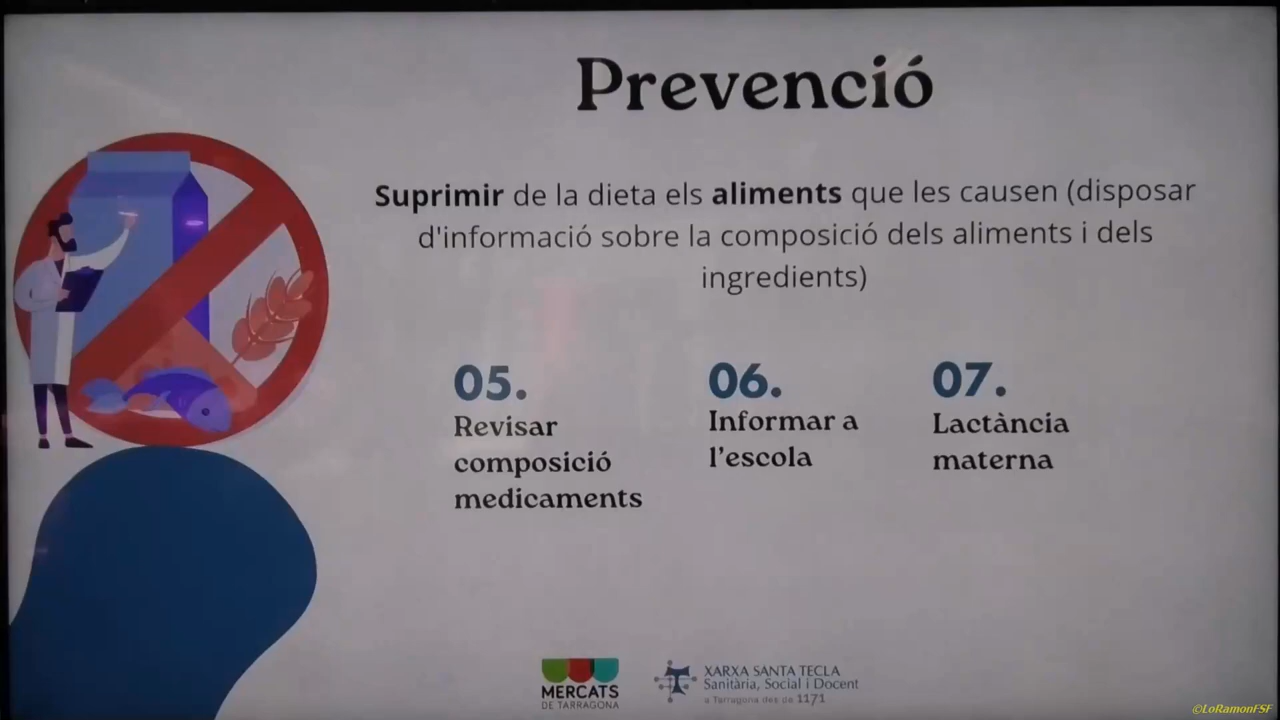 Prevenció
Suprimir de la dieta els aliments que les causen (disposar
d'informació sobre la composició dels aliments i dels
ingredients)
05.
Revisar
composició
medicaments
06.
Informar a
l'escola
07.
Lactància
materna
MERCATS
DE TARRAGONA
XARXA SANTA TECLA
Sanitària, Social i Docent
a Tarragona des de 1171
©LoRamonFSF